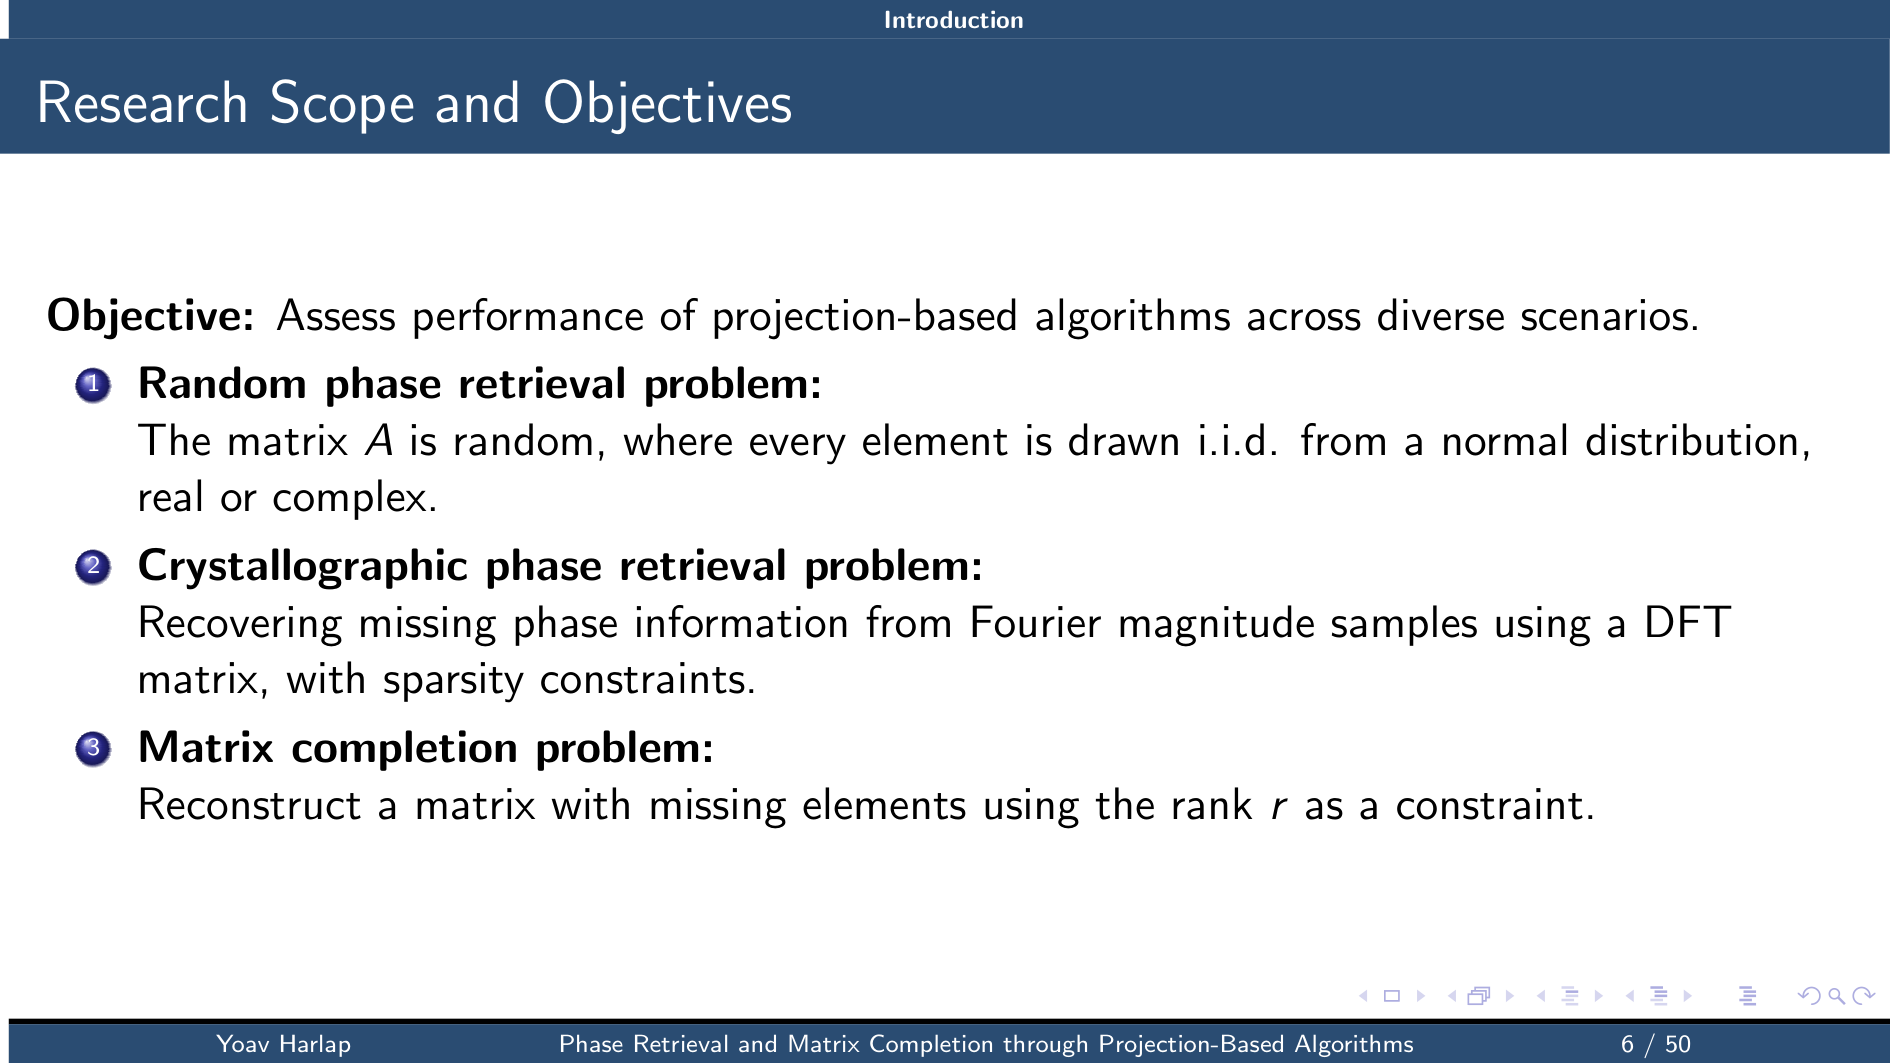 Introduction
Research Scope and Objectives
Objective: Assess performance of projection-based algorithms across diverse scenarios.
1 Random phase retrieval problem:
The matrix A is random, where every element is drawn i.i.d. from a normal distribution,
real or complex.
2 Crystallographic phase retrieval problem:
Recovering missing phase information from Fourier magnitude samples using a DFT
matrix, with sparsity constraints.
3 Matrix completion problem:
Reconstruct a matrix with missing elements using the rank r as a constraint.
Yoav Harlap Phase Retrieval and Matrix Completion through Projection-Based Algorithms 6 / 50